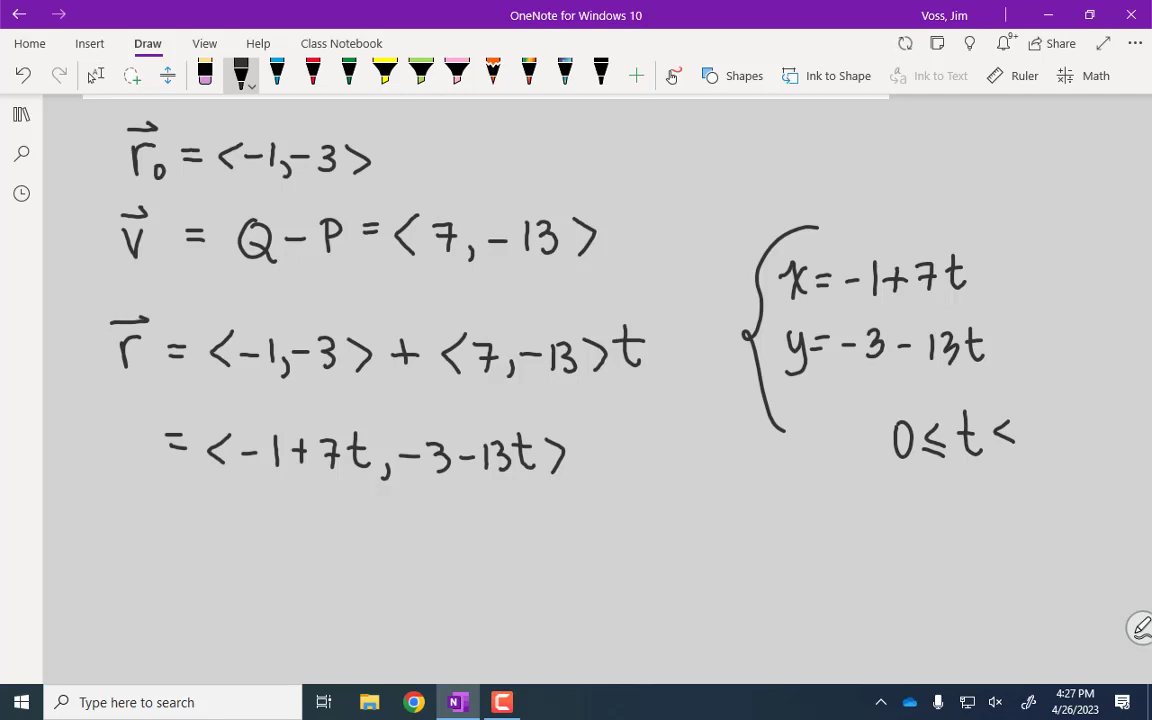 OneNote for Windows 10
Voss, Jim
Home Insert Draw View Help Class Notebook
9+ Share
Shapes Ink to Shape Ink to Text Ruler Math
r⃗₀ = <-1,-3>
v⃗ = Q - P = <7, -13>
r⃗ = <-1,-3> + <7,-13>t
= <-1+7t, -3-13t>
x = -1+7t
y = -3 - 13t
0 ≤ t <
Type here to search
4:27 PM
4/26/2023